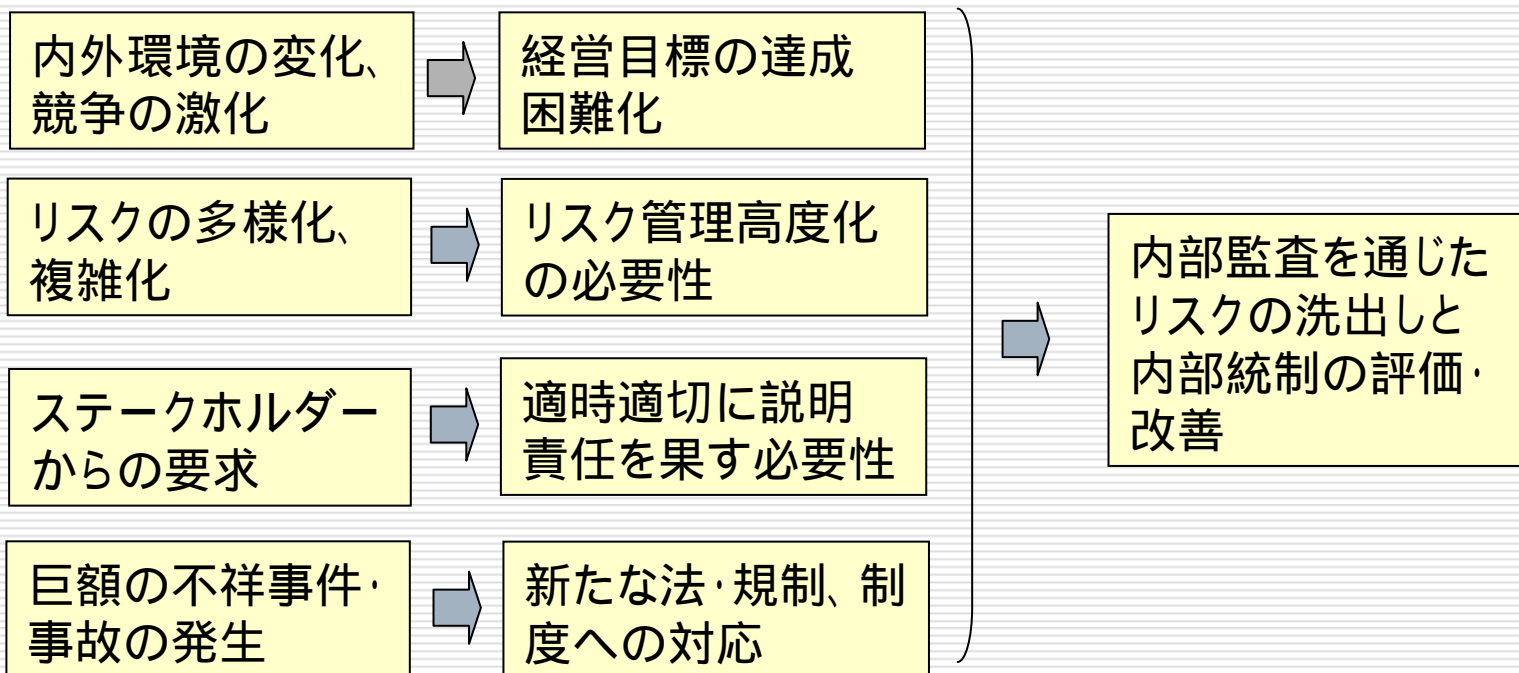 内外環境の変化、
競争の激化
経営目標の達成
困難化
リスクの多様化、
複雑化
リスク管理高度化
の必要性
ステークホルダー
からの要求
適時適切に説明
責任を果す必要性
巨額の不祥事件・
事故の発生
新たな法・規制、制
度への対応
内部監査を通じた
リスクの洗出しと
内部統制の評価・
改善